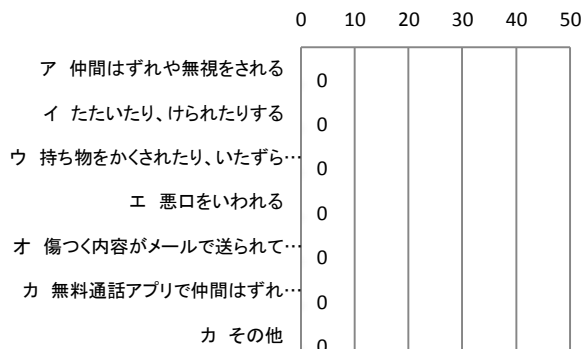 0 10 20 30 40 50
ア 仲間はずれや無視をされる 0
イ たたいたり、けられたりする 0
ウ 持ち物をかくされたり、いたずら… 0
エ 悪口をいわれる 0
オ 傷つく内容がメールで送られて… 0
カ 無料通話アプリで仲間はずれ… 0
カ その他 0